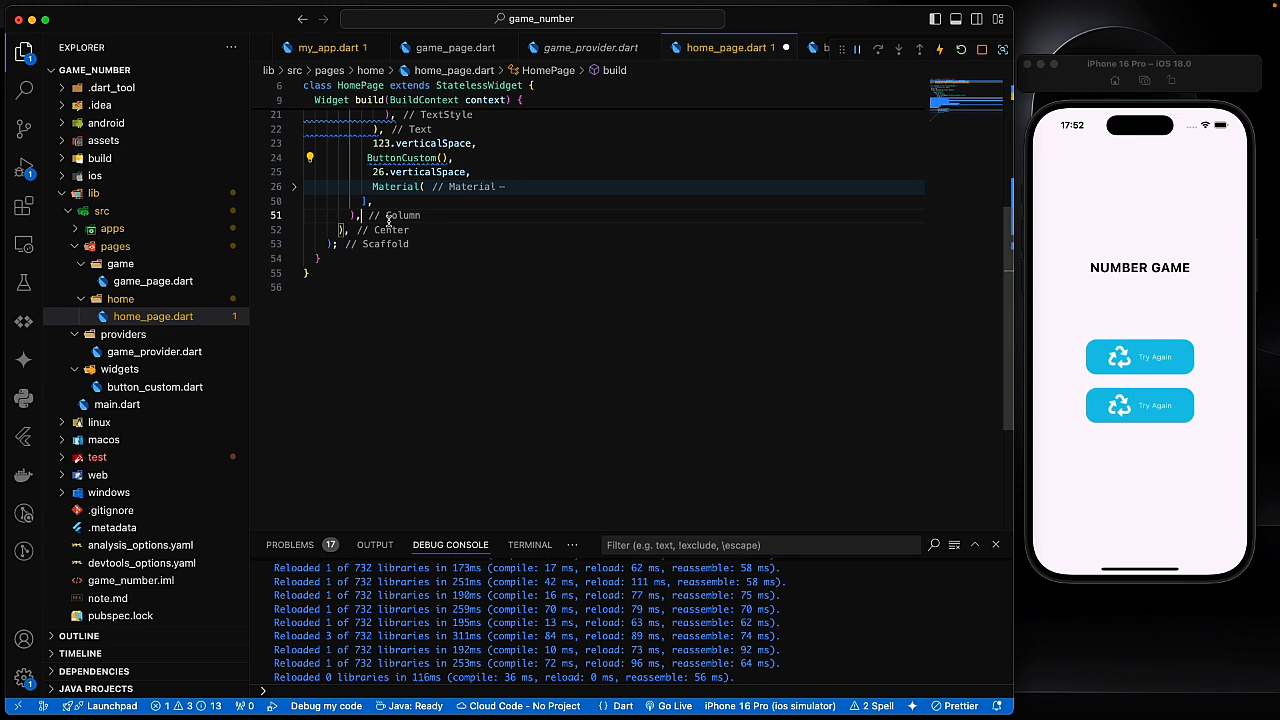 game_number
EXPLORER
my_app.dart 1
game_page.dart
game_provider.dart
home_page.dart 1
b
GAME_NUMBER
.dart_tool
.idea
android
assets
build
ios
lib
src
apps
pages
game
game_page.dart
home
home_page.dart 1
providers
game_provider.dart
widgets
button_custom.dart
main.dart
linux
macos
test
web
windows
.gitignore
.metadata
analysis_options.yaml
devtools_options.yaml
game_number.iml
note.md
pubspec.lock
OUTLINE
TIMELINE
DEPENDENCIES
JAVA PROJECTS
lib > src > pages > home > home_page.dart > HomePage > build
6 class HomePage extends StatelessWidget {
9 Widget build(BuildContext context) {
21 ), // TextStyle
22 ), // Text
23 123.verticalSpace,
24 ButtonCustom(),
25 26.verticalSpace,
26 Material( // Material –
50 ],
51 ), // Column
52 ), // Center
53 ); // Scaffold
54 }
55 }
56
PROBLEMS 17 OUTPUT DEBUG CONSOLE TERMINAL ··· Filter (e.g. text, !exclude, \escape)
Reloaded 1 of 732 libraries in 173ms (compile: 17 ms, reload: 62 ms, reassemble: 58 ms).
Reloaded 1 of 732 libraries in 251ms (compile: 42 ms, reload: 111 ms, reassemble: 58 ms).
Reloaded 1 of 732 libraries in 190ms (compile: 16 ms, reload: 77 ms, reassemble: 75 ms).
Reloaded 1 of 732 libraries in 259ms (compile: 70 ms, reload: 79 ms, reassemble: 70 ms).
Reloaded 1 of 732 libraries in 195ms (compile: 13 ms, reload: 63 ms, reassemble: 62 ms).
Reloaded 3 of 732 libraries in 311ms (compile: 84 ms, reload: 89 ms, reassemble: 74 ms).
Reloaded 1 of 732 libraries in 192ms (compile: 10 ms, reload: 73 ms, reassemble: 92 ms).
Reloaded 1 of 732 libraries in 253ms (compile: 72 ms, reload: 96 ms, reassemble: 64 ms).
Reloaded 0 libraries in 116ms (compile: 36 ms, reload: 0 ms, reassemble: 56 ms).
Launchpad 1 3 13 0 Debug my code Java: Ready Cloud Code - No Project Dart Go Live iPhone 16 Pro (ios simulator) 2 Spell Prettier
iPhone 16 Pro – iOS 18.0
17:52
NUMBER GAME
Try Again
Try Again